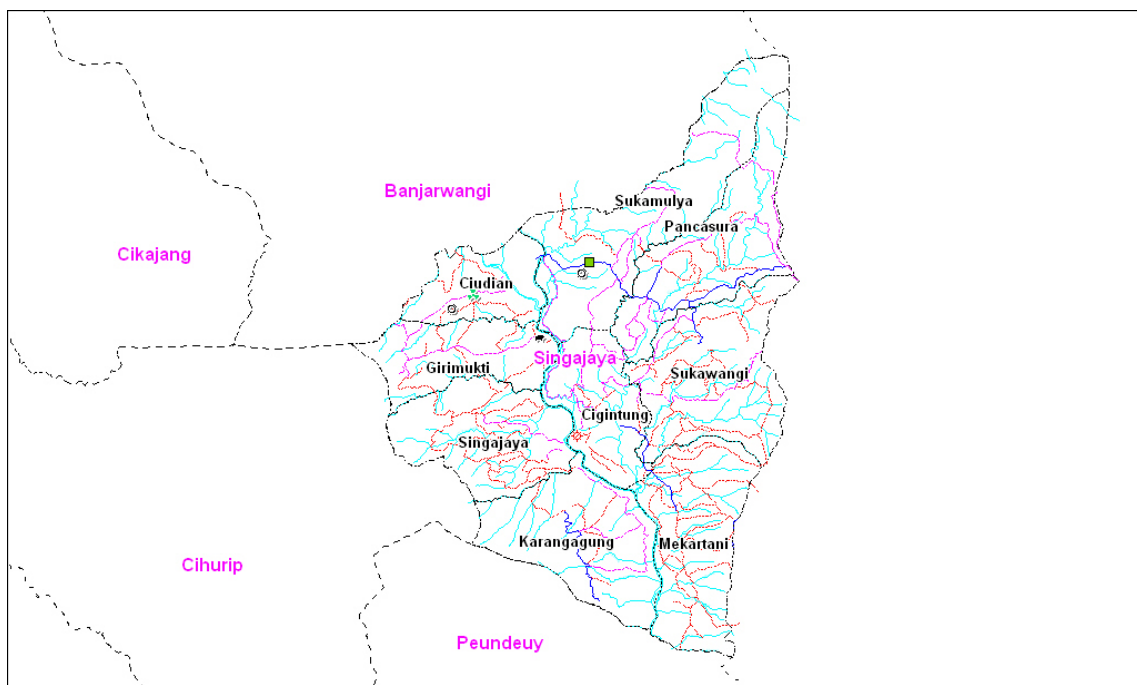 Banjarwangi
Sukamulya
Pancasura
Cikajang
Ciudian
Singajaya
Girimukti
Sukawangi
Cigintung
Singajaya
Karangagung
Mekartani
Cihurip
Peundeuy